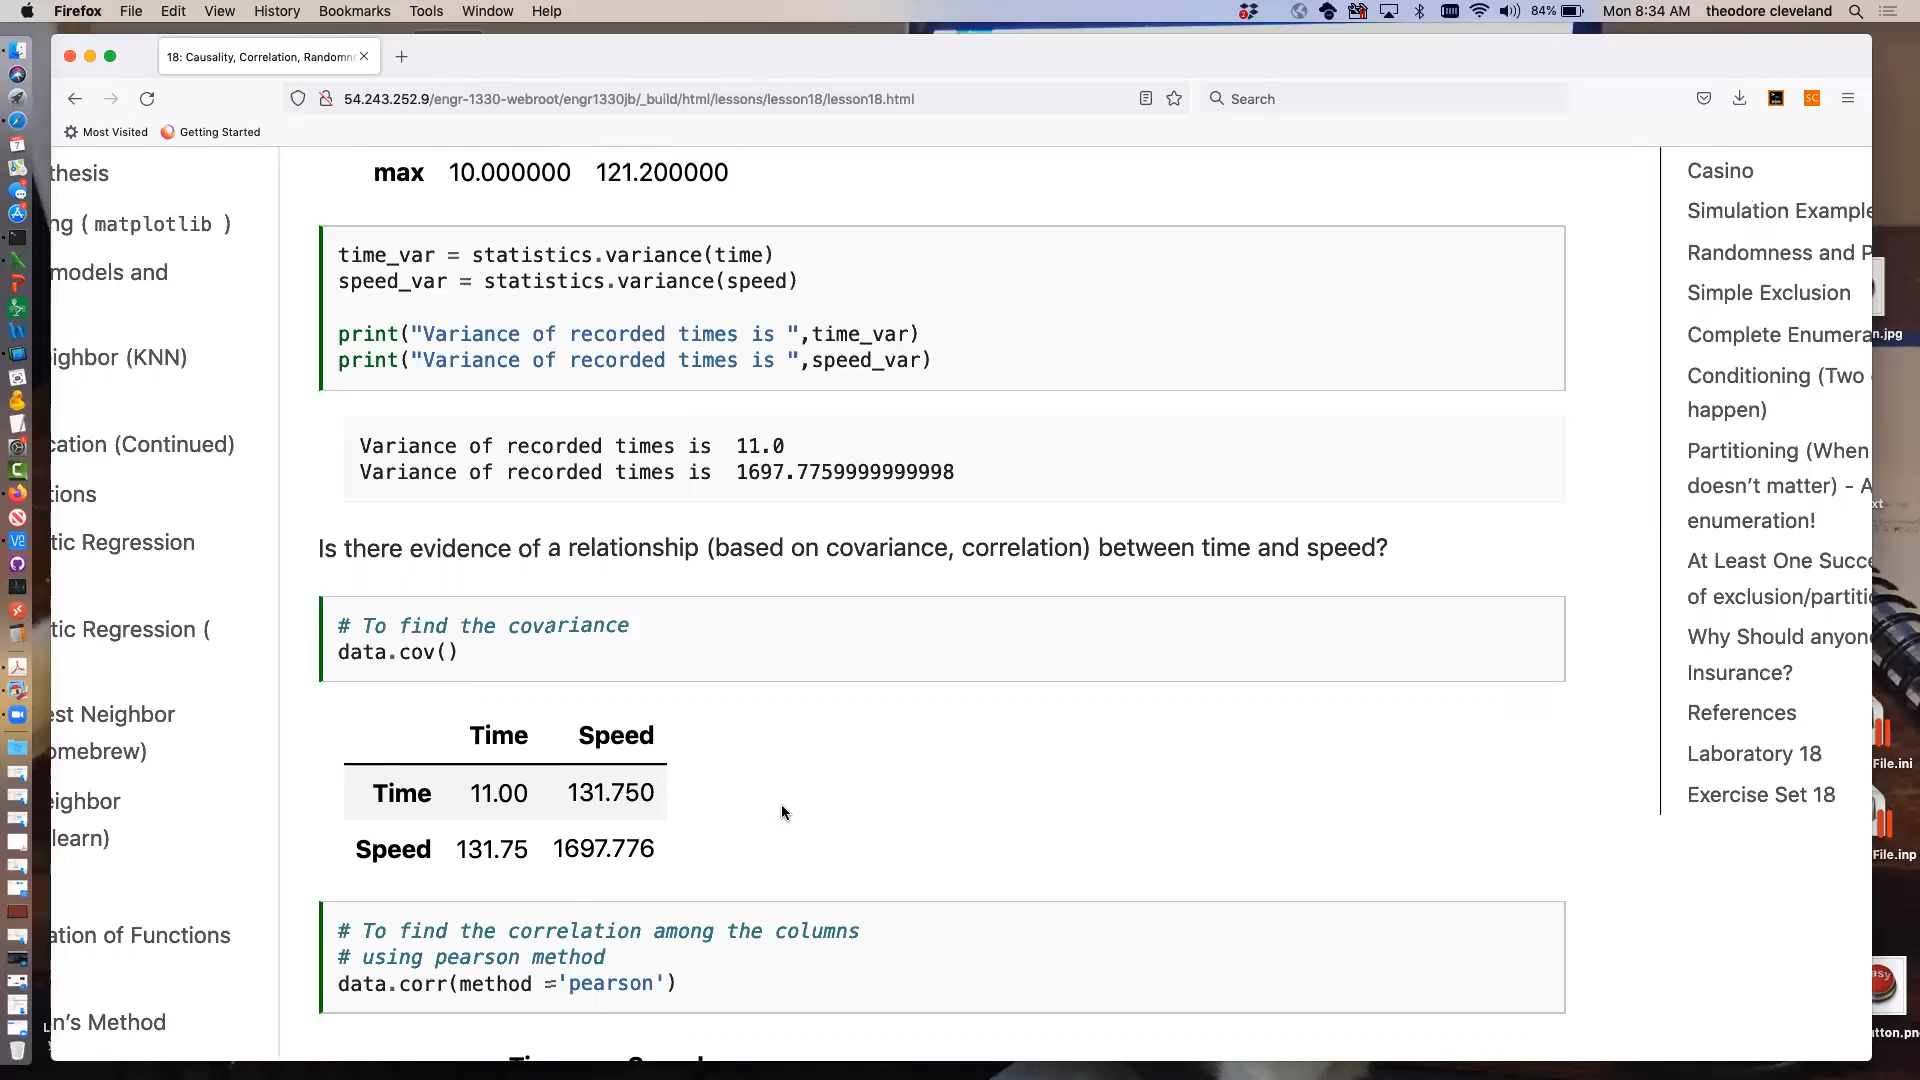 Firefox File Edit View History Bookmarks Tools Window Help 84% Mon 8:34 AM theodore cleveland
18: Causality, Correlation, Randomn
54.243.252.9/engr-1330-webroot/engr1330jb/_build/html/lessons/lesson18/lesson18.html
Search
Most Visited Getting Started
thesis
ng ( matplotlib )
models and
ighbor (KNN)
cation (Continued)
tions
tic Regression
tic Regression (
est Neighbor
omebrew)
eighbor
learn)
ation of Functions
n's Method
max 10.000000 121.200000
time_var = statistics.variance(time)
speed_var = statistics.variance(speed)
print("Variance of recorded times is ",time_var)
print("Variance of recorded times is ",speed_var)
Variance of recorded times is 11.0
Variance of recorded times is 1697.7759999999998
Is there evidence of a relationship (based on covariance, correlation) between time and speed?
# To find the covariance
data.cov()
Time Speed
Time 11.00 131.750
Speed 131.75 1697.776
# To find the correlation among the columns
# using pearson method
data.corr(method ='pearson')
Casino
Simulation Example
Randomness and P
Simple Exclusion
Complete Enumera
Conditioning (Two
happen)
Partitioning (When
doesn't matter) - A
enumeration!
At Least One Succe
of exclusion/partitio
Why Should anyon
Insurance?
References
Laboratory 18
Exercise Set 18
n.jpg
xt
File.ini
File.inp
easy
utton.pn